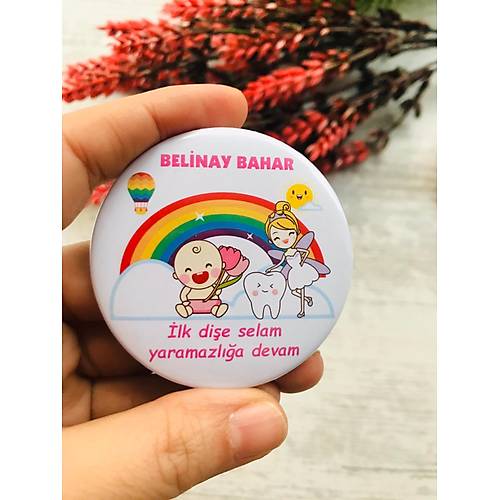 BELİNAY BAHAR
İlk dişe selam
yaramazlığa devam